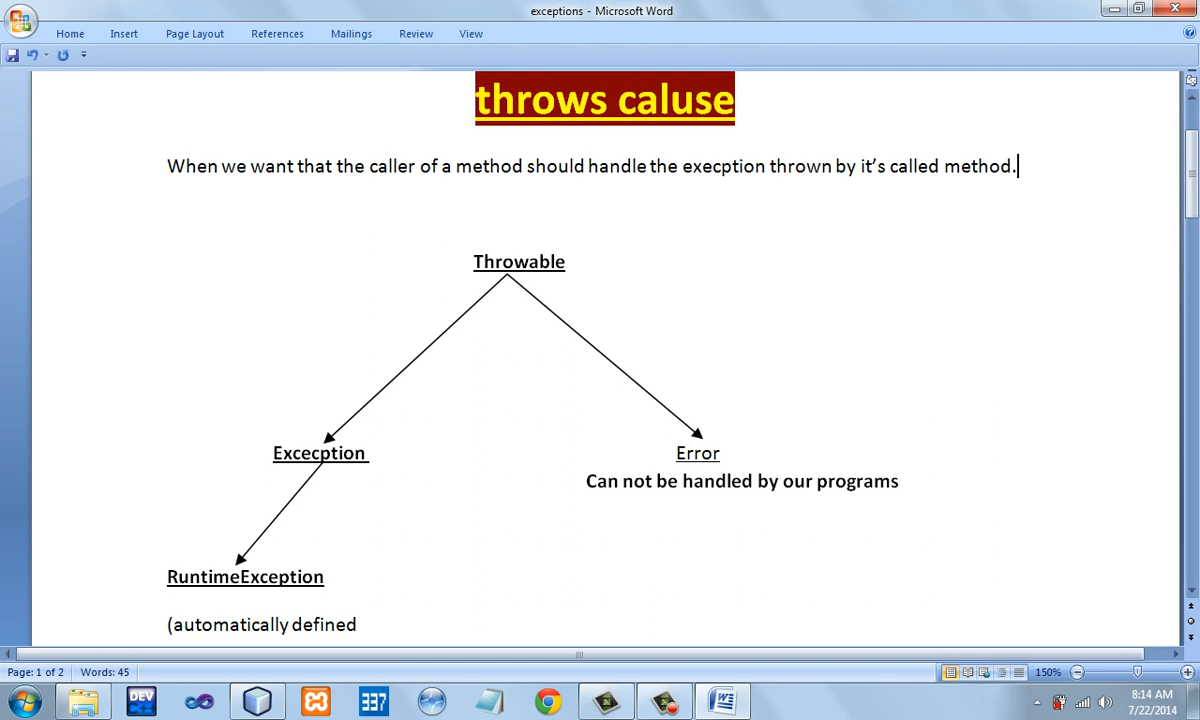 exceptions - Microsoft Word
Home Insert Page Layout References Mailings Review View
throws caluse
When we want that the caller of a method should handle the execption thrown by it’s called method.
Throwable
Excecption
Error
Can not be handled by our programs
RuntimeException
(automatically defined
Page: 1 of 2 Words: 45 150%
DEV C++ 337 8:14 AM
7/22/2014